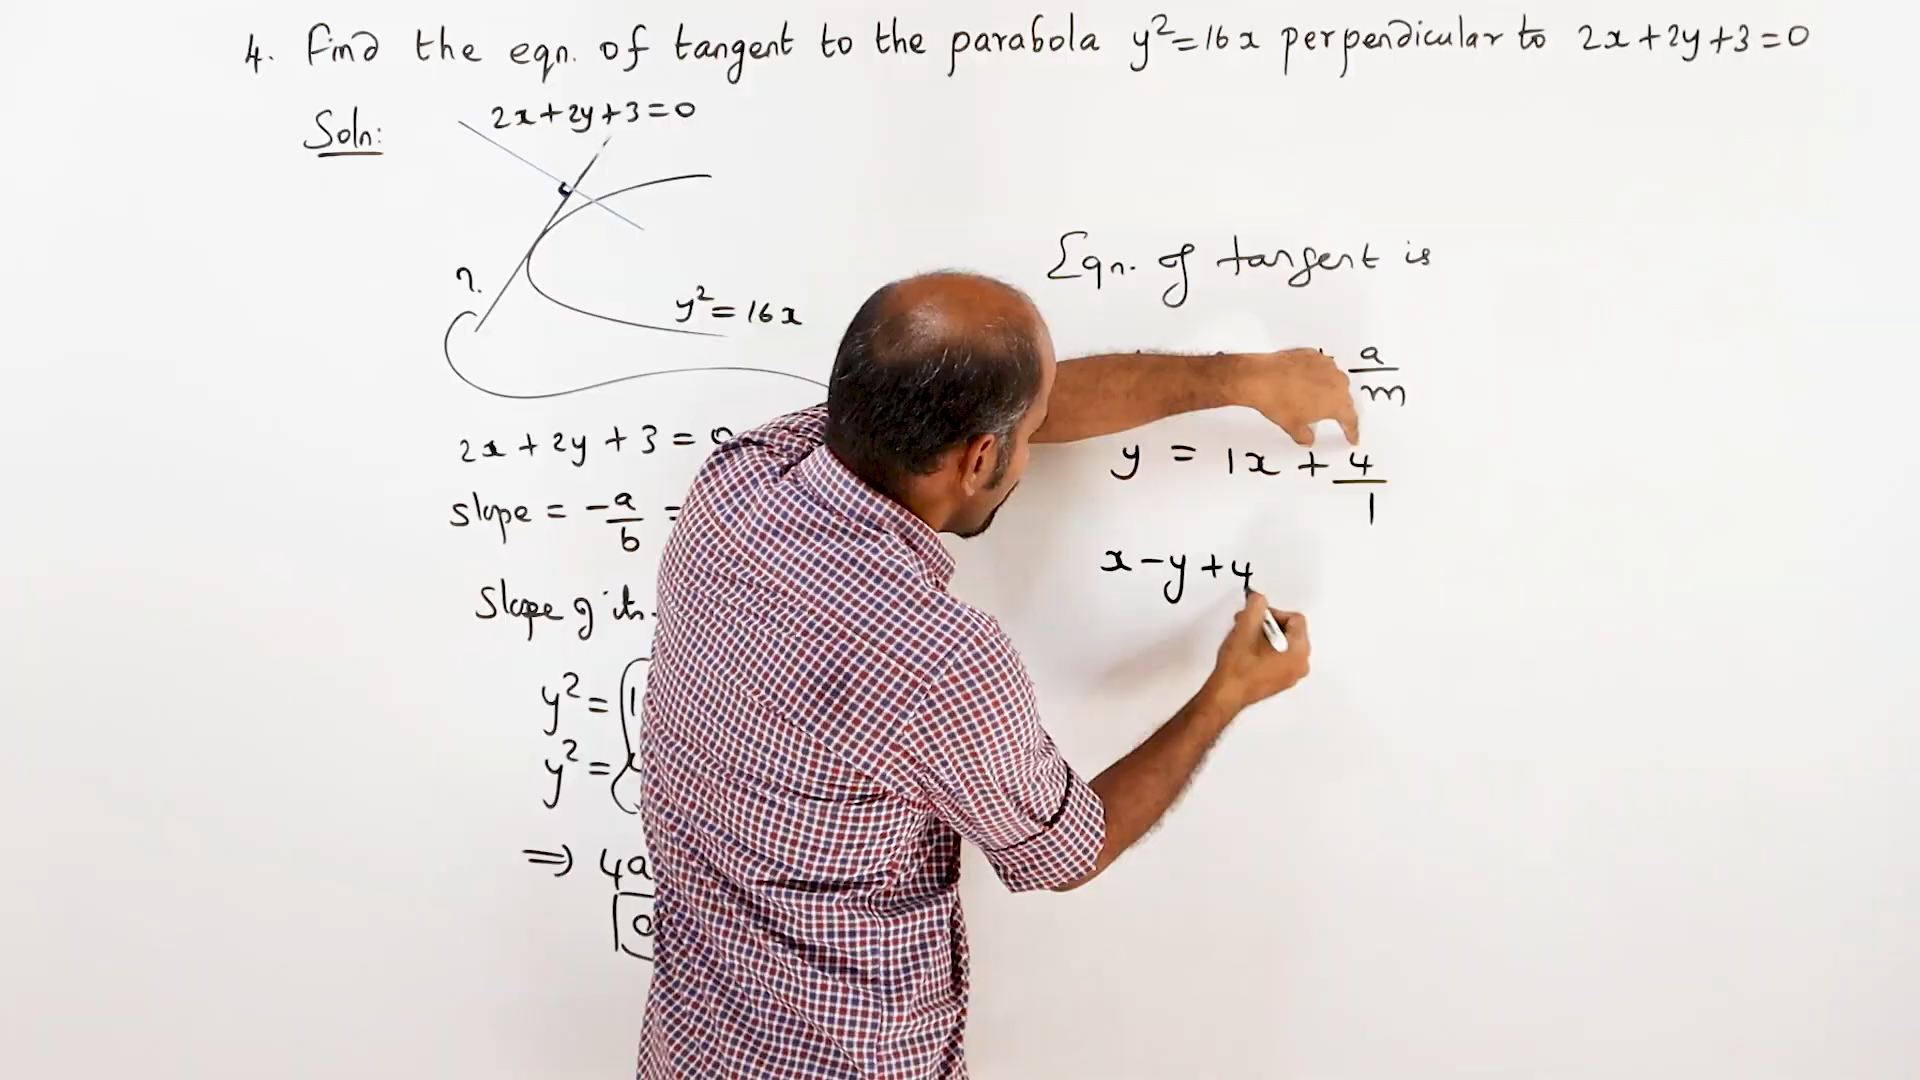 4. Find the eqn. of tangent to the parabola y²=16x perpendicular to 2x+2y+3=0
Soln:
2x+2y+3=0
?
y²=16x
2x+2y+3=0
slope = -a/b =
Slope of its
y²=
y²=
⇒ 4a
Eqn. of tangent is
a/m
y = 1x + 4/1
x-y+4